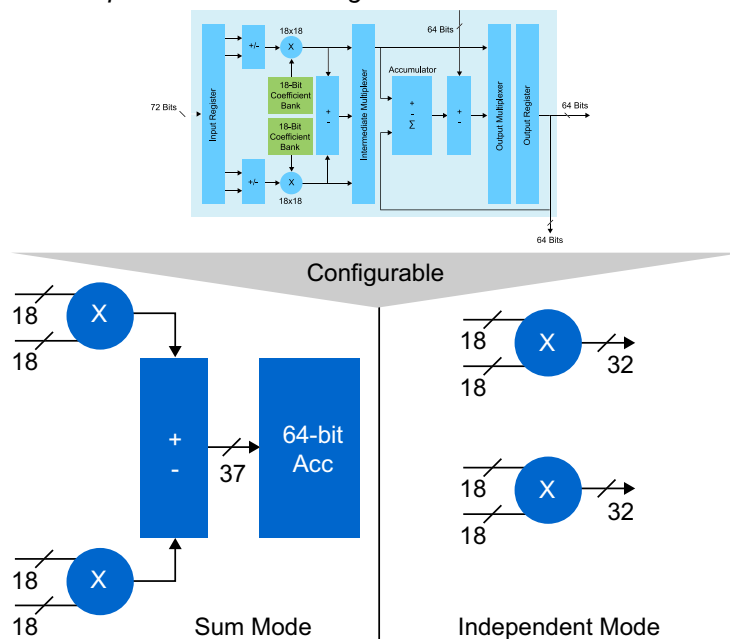 64 Bits
18x18
+/-
X
Accumulator
18-Bit
Coefficient
Bank
72 Bits
Input Register
+
-
Intermediate Multiplexer
+
-
Σ
+
-
Output Multiplexer
Output Register
64 Bits
18-Bit
Coefficient
Bank
+/-
X
18x18
64 Bits
Configurable
18
18
X
+
-
37
64-bit
Acc
18
18
X
Sum Mode
18
18
X
32
18
18
X
32
Independent Mode